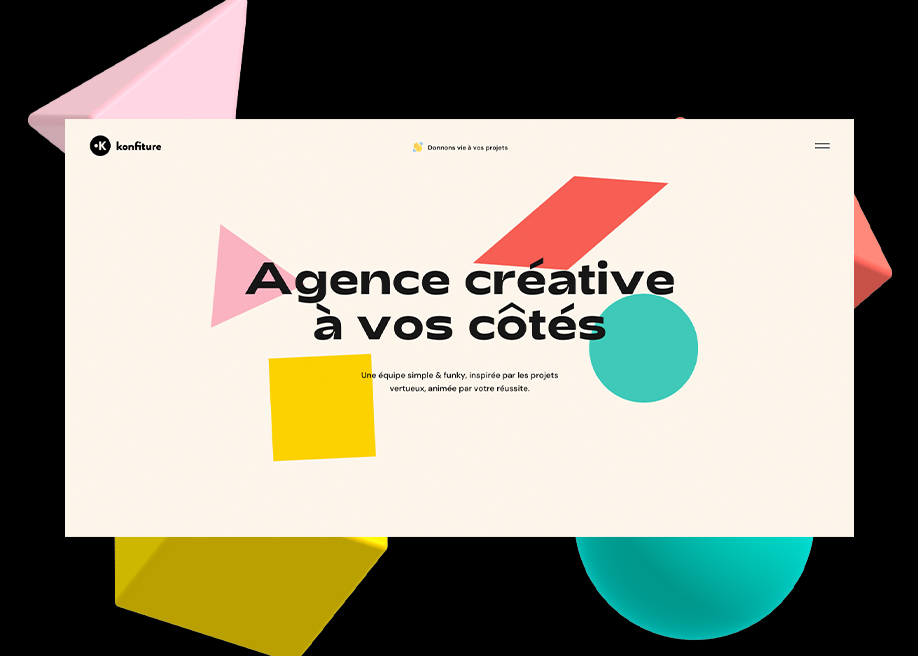 •K konfiture
👋 Donnons vie à vos projets
Agence créative
à vos côtés
Une équipe simple & funky, inspirée par les projets
vertueux, animée par votre réussite.